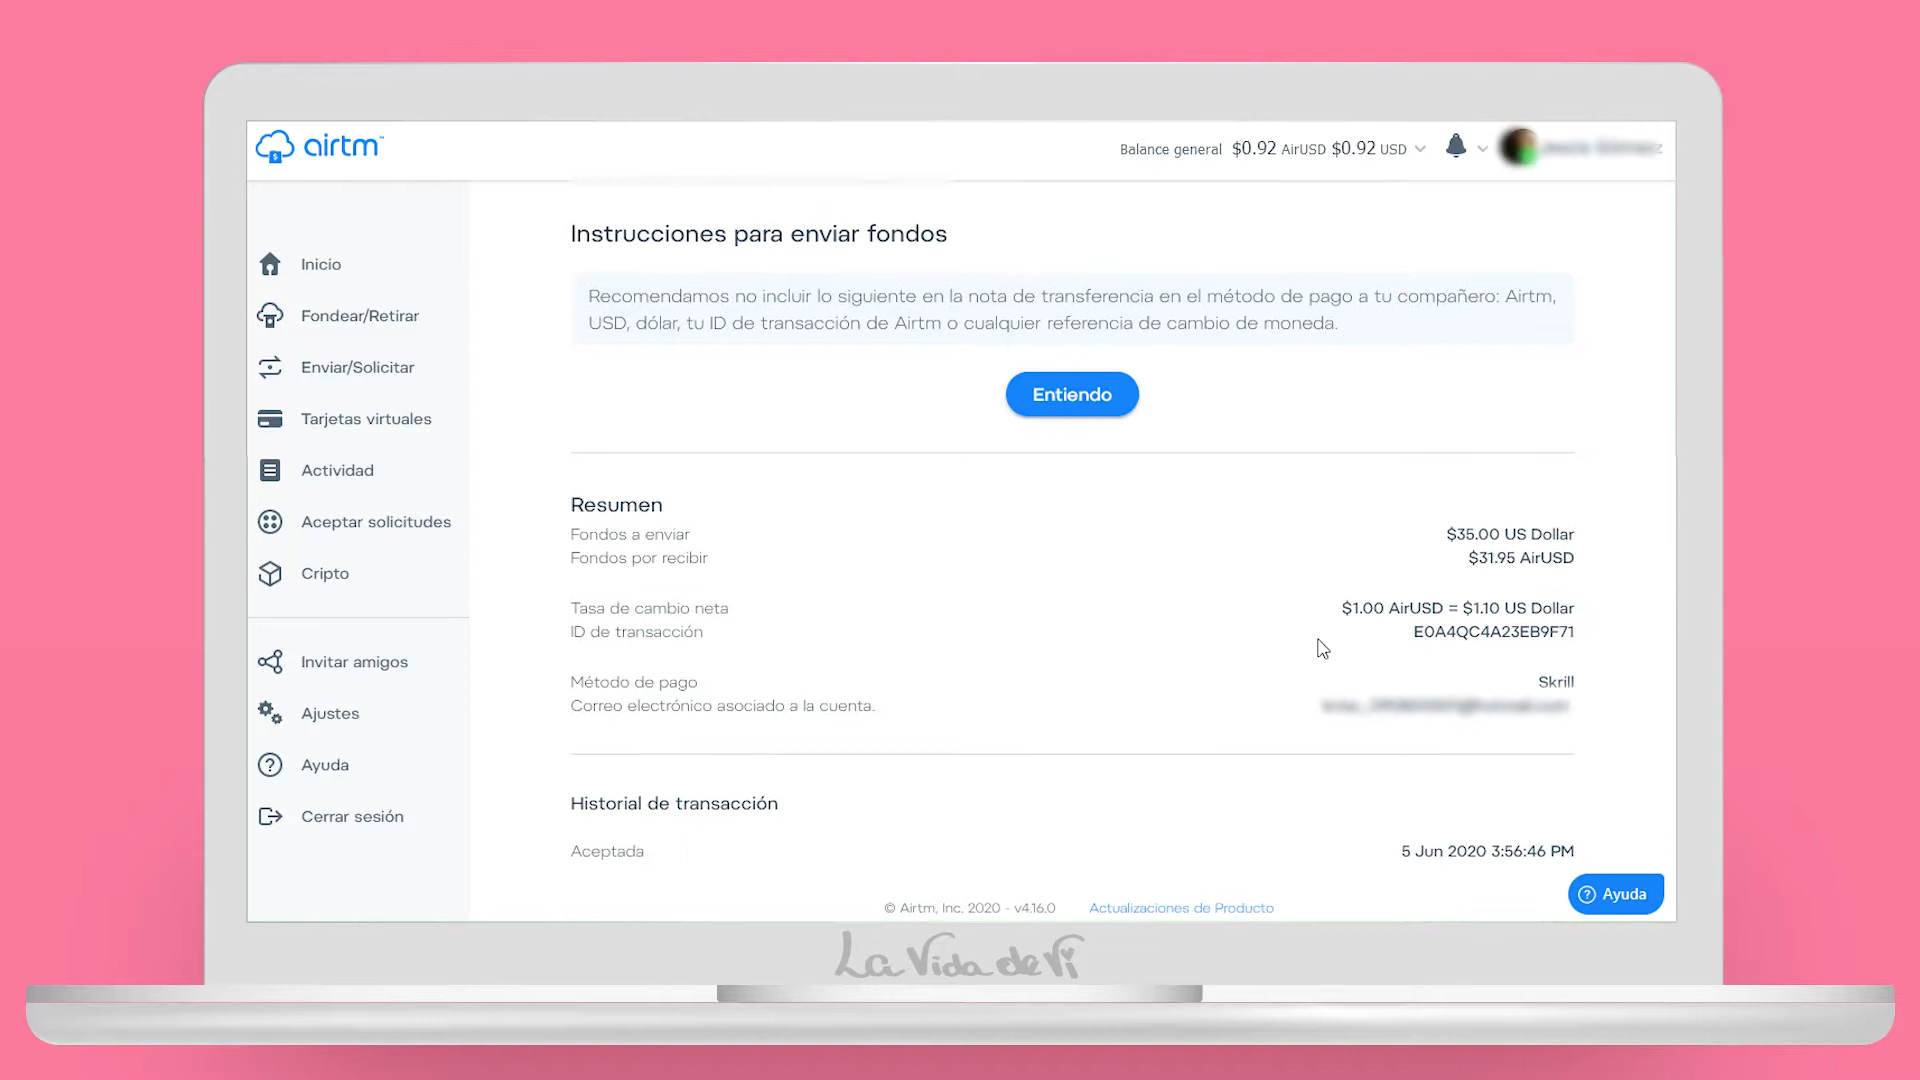 airtm
Balance general $0.92 AirUSD $0.92 USD
Inicio
Fondear/Retirar
Enviar/Solicitar
Tarjetas virtuales
Actividad
Aceptar solicitudes
Cripto
Invitar amigos
Ajustes
Ayuda
Cerrar sesión
Instrucciones para enviar fondos
Recomendamos no incluir lo siguiente en la nota de transferencia en el método de pago a tu compañero: Airtm,
USD, dólar, tu ID de transacción de Airtm o cualquier referencia de cambio de moneda.
Entiendo
Resumen
Fondos a enviar $35.00 US Dollar
Fondos por recibir $31.95 AirUSD
Tasa de cambio neta $1.00 AirUSD = $1.10 US Dollar
ID de transacción E0A4QC4A23EB9F71
Método de pago Skrill
Correo electrónico asociado a la cuenta.
Historial de transacción
Aceptada 5 Jun 2020 3:56:46 PM
© Airtm, Inc. 2020 - v4.16.0 Actualizaciones de Producto
Ayuda
La Vida de Vi